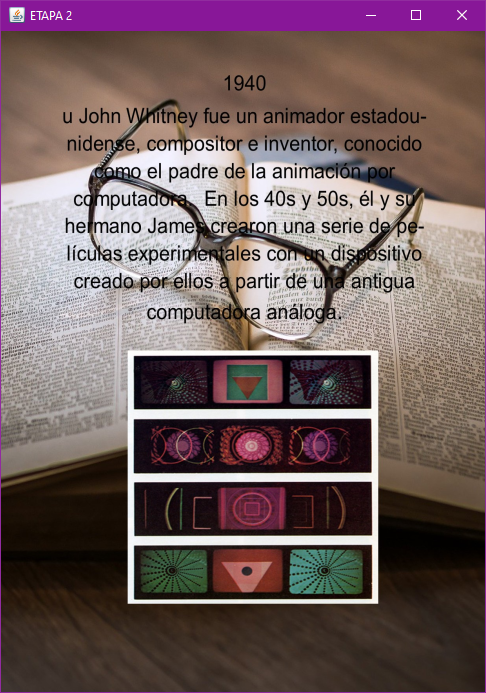 ETAPA 2
1940
u John Whitney fue un animador estadou-
nidense, compositor e inventor, conocido
como el padre de la animación por
computadora.  En los 40s y 50s, él y su
hermano James crearon una serie de pe-
lículas experimentales con un dispositivo
creado por ellos a partir de una antigua
computadora análoga.